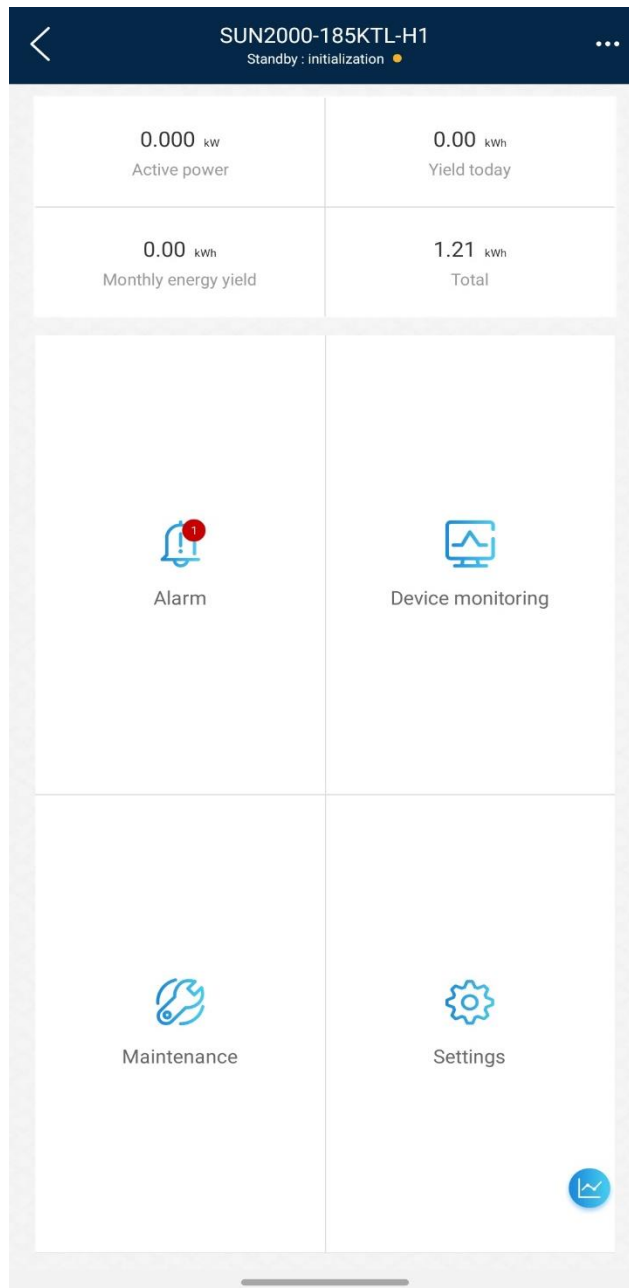 SUN2000-185KTL-H1
Standby : initialization
0.000 kW
Active power
0.00 kWh
Yield today
0.00 kWh
Monthly energy yield
1.21 kWh
Total
1
Alarm
Device monitoring
Maintenance
Settings